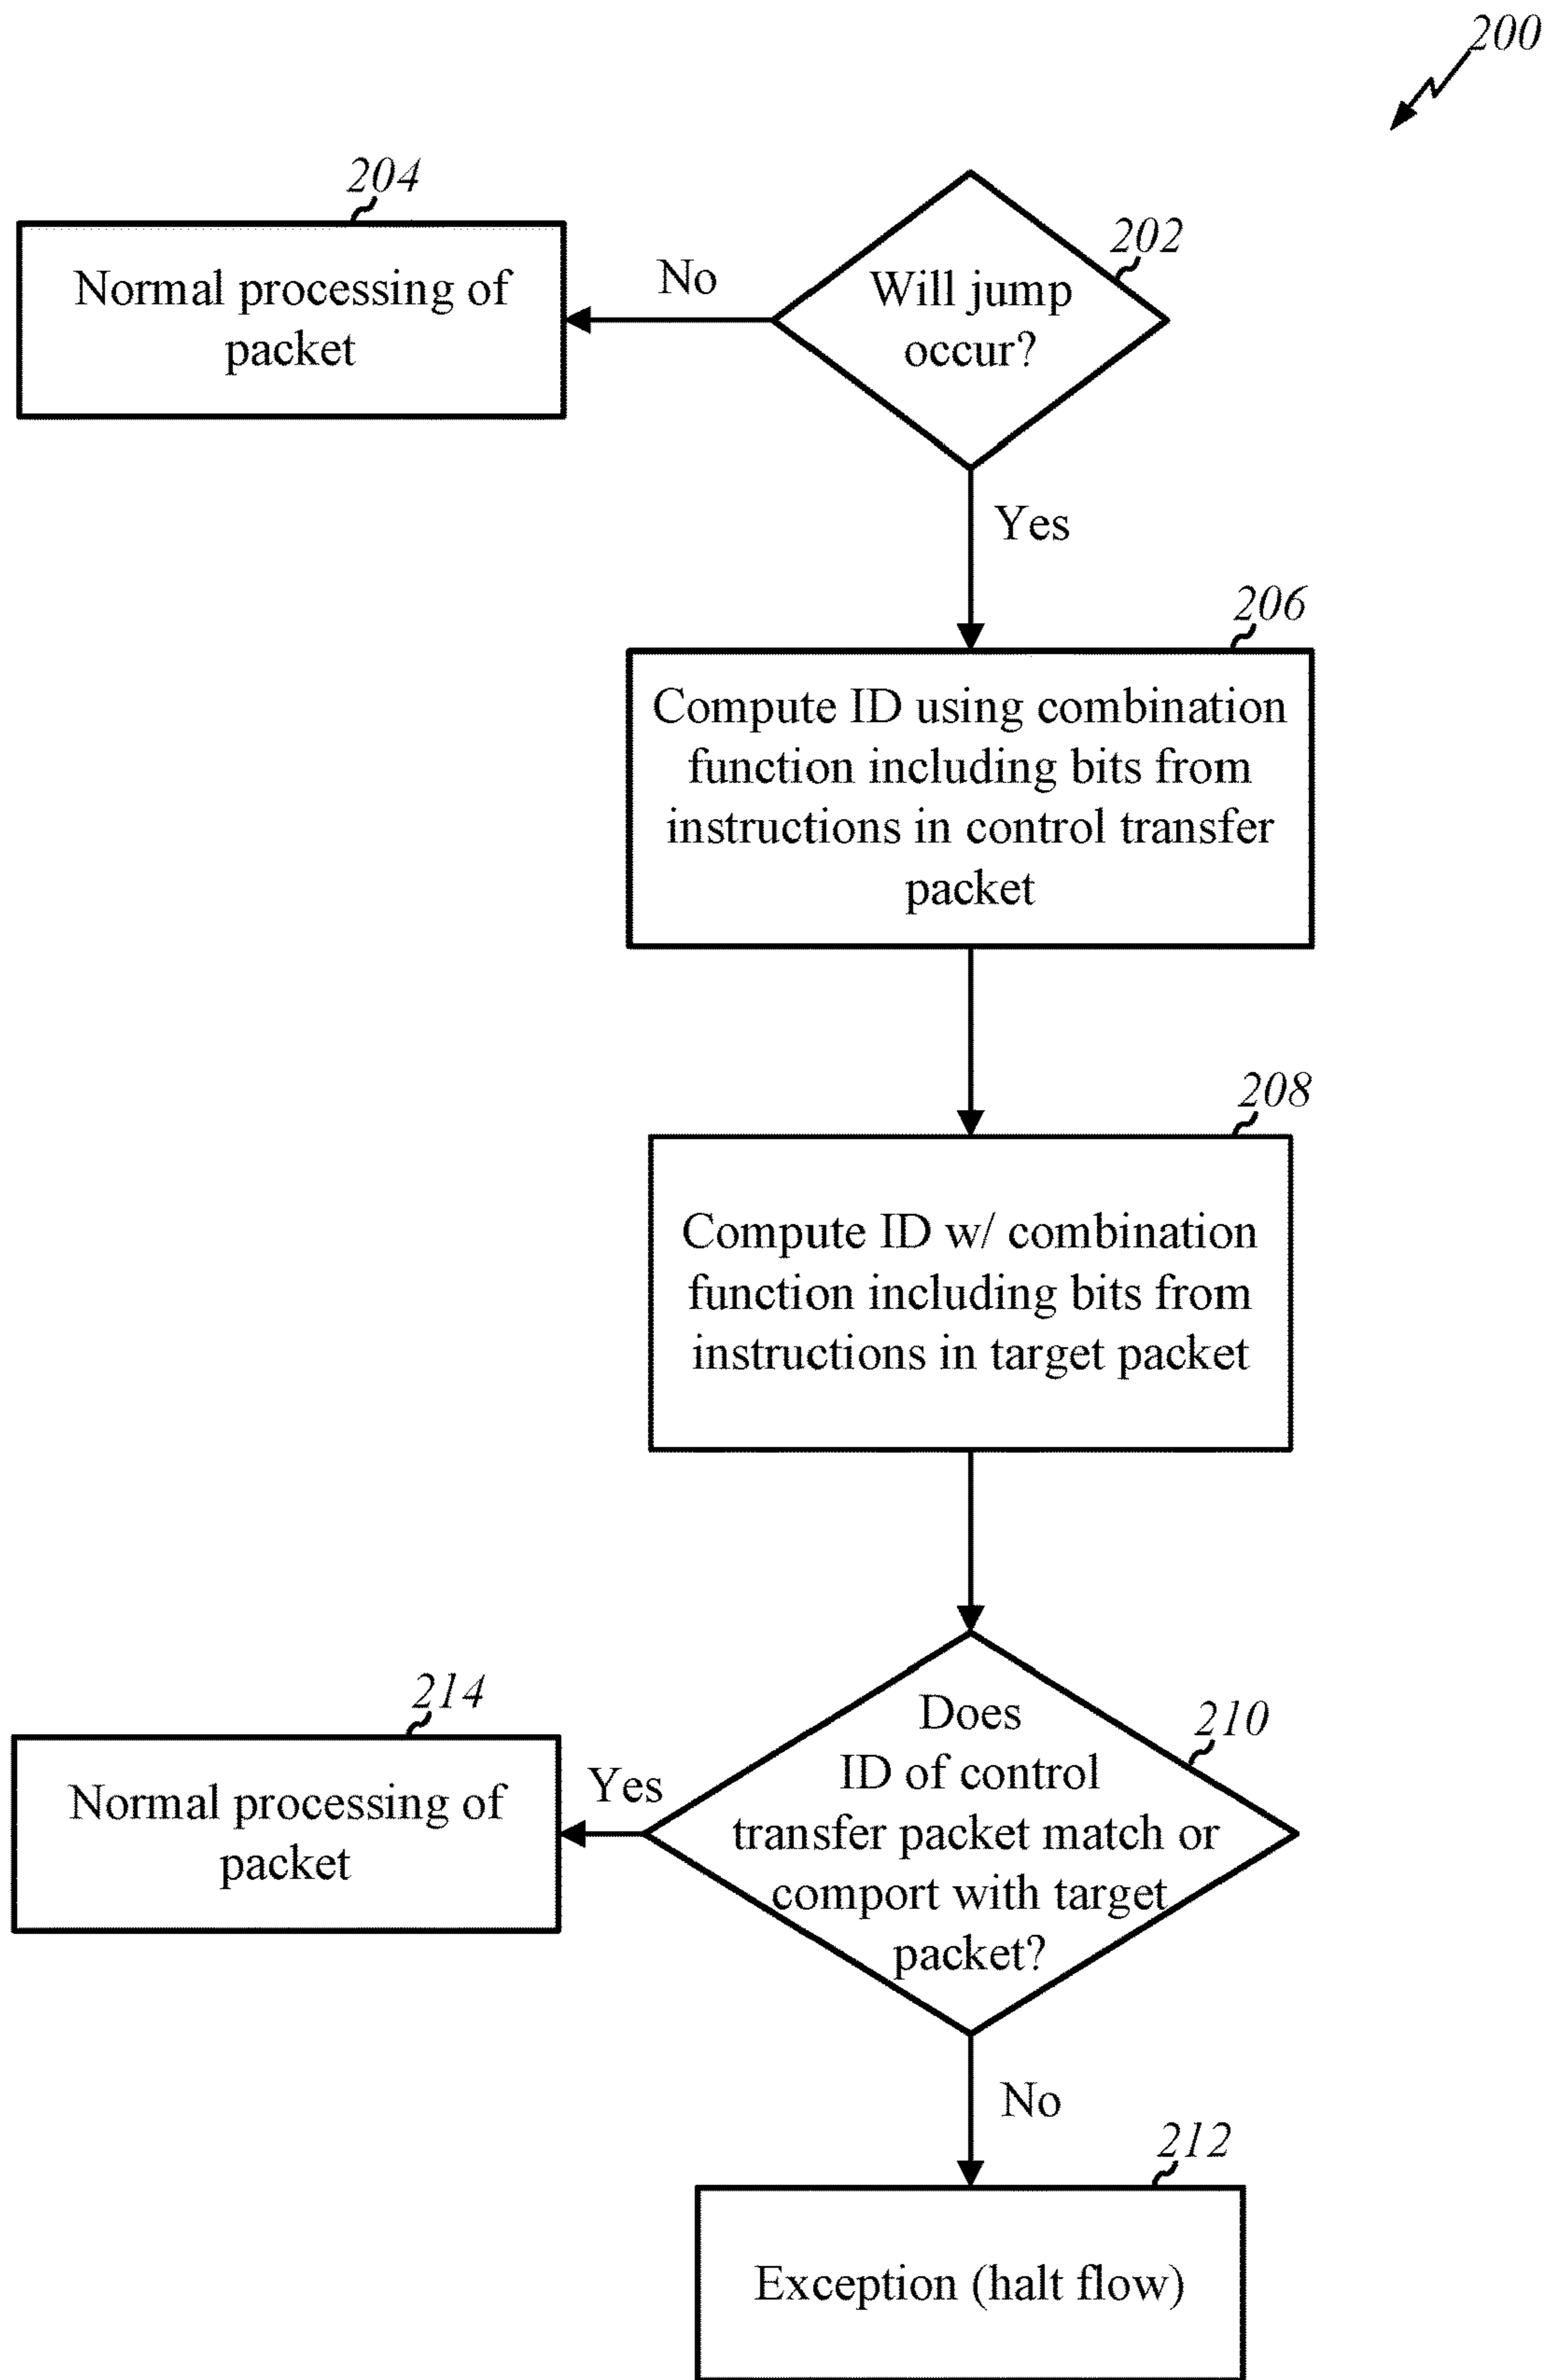 200
204
Normal processing of
packet
No
202
Will jump
occur?
Yes
206
Compute ID using combination
function including bits from
instructions in control transfer
packet
208
Compute ID w/ combination
function including bits from
instructions in target packet
214
Normal processing of
packet
Yes
210
Does
ID of control
transfer packet match or
comport with target
packet?
No
212
Exception (halt flow)